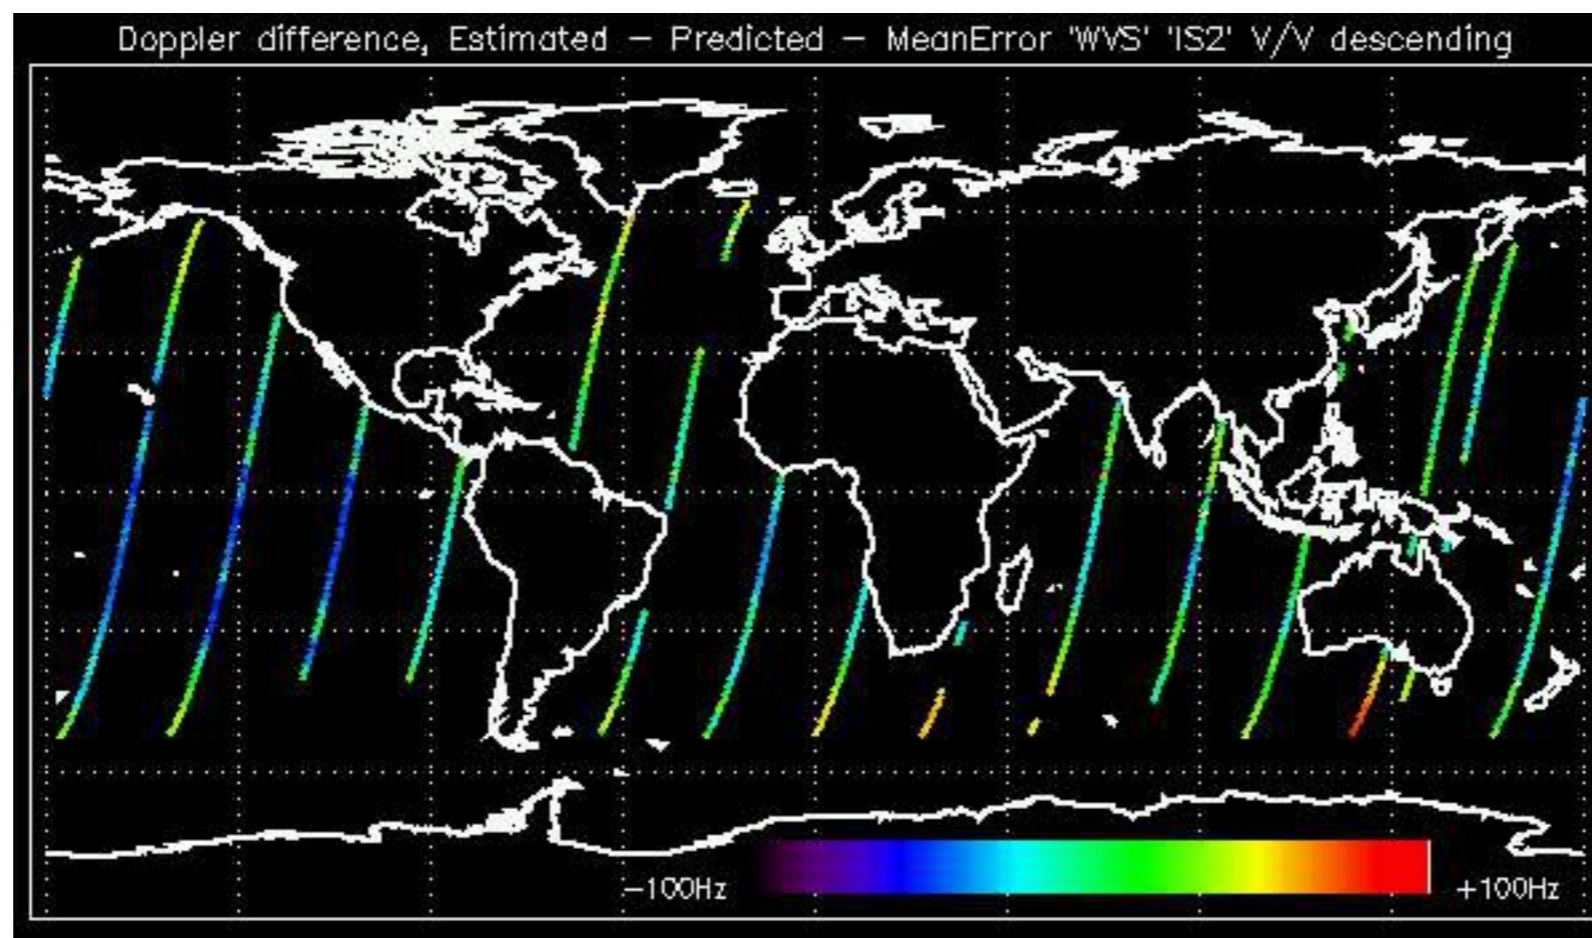 Doppler difference, Estimated – Predicted – MeanError 'WVS' 'IS2' V/V descending
–100Hz
+100Hz